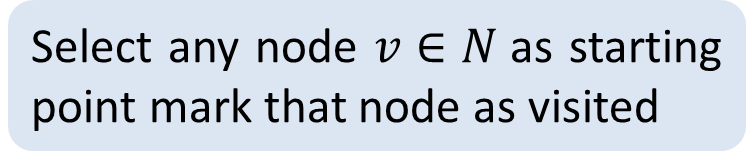 Select any node 𝑣 ∈ 𝑁 as starting
point mark that node as visited